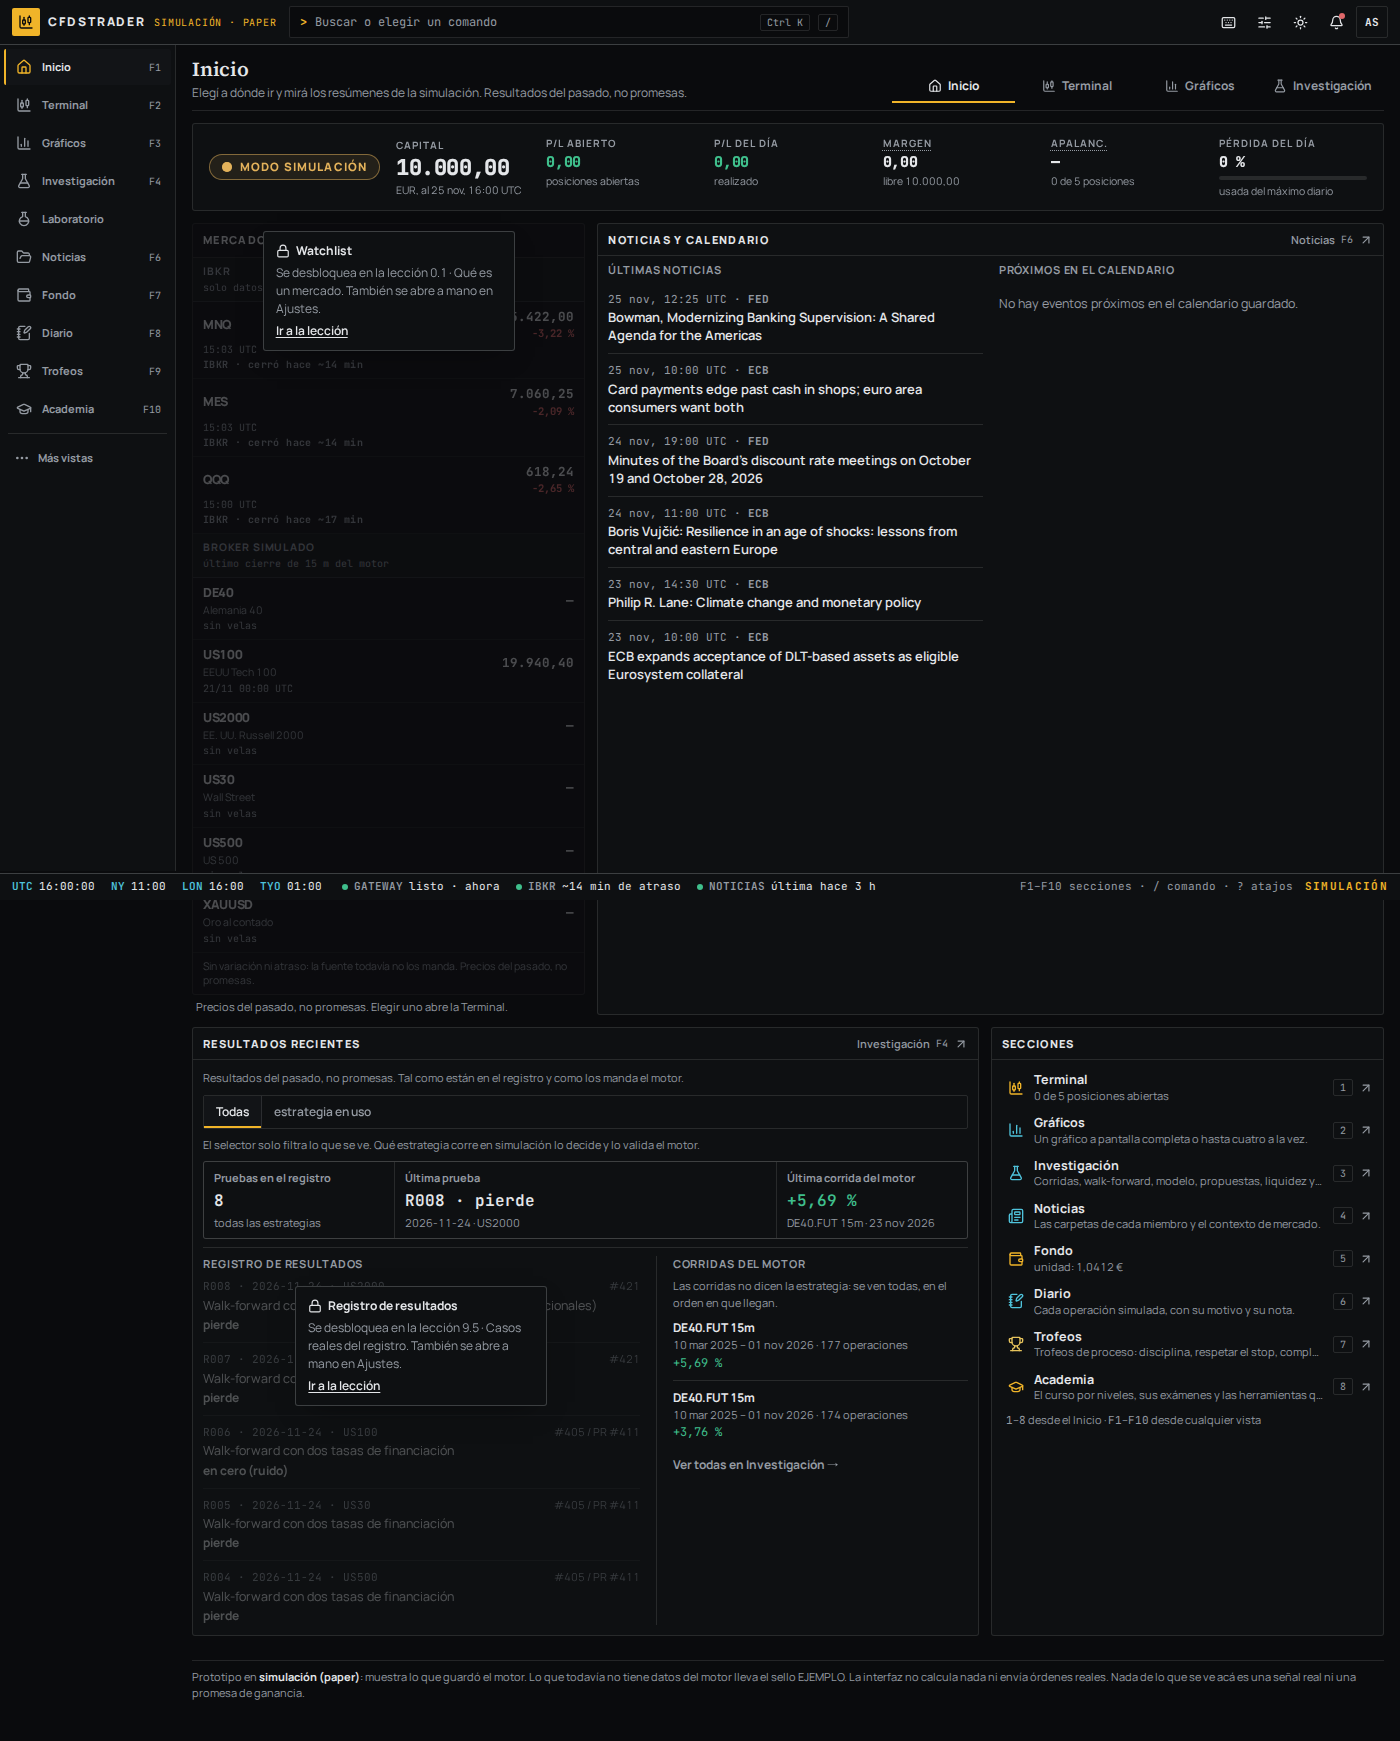 CFDSTRADER SIMULACIÓN · PAPER
> Buscar o elegir un comando Ctrl K /
AS
Inicio F1
Terminal F2
Gráficos F3
Investigación F4
Laboratorio
Noticias F6
Fondo F7
Diario F8
Trofeos F9
Academia F10
··· Más vistas
Inicio
Elegí a dónde ir y mirá los resúmenes de la simulación. Resultados del pasado, no promesas.
Inicio Terminal Gráficos Investigación
MODO SIMULACIÓN
CAPITAL
10.000,00
EUR, al 25 nov, 16:00 UTC
P/L ABIERTO
0,00
posiciones abiertas
P/L DEL DÍA
0,00
realizado
MARGEN
0,00
libre 10.000,00
APALANC.
—
0 de 5 posiciones
PÉRDIDA DEL DÍA
0 %
usada del máximo diario
Watchlist
Se desbloquea en la lección 0.1 · Qué es
un mercado. También se abre a mano en
Ajustes.
Ir a la lección
IBKR
solo datos
MNQ
.422,00
-3,22 %
15:03 UTC
IBKR · cerró hace ~14 min
MES
7.060,25
-2,09 %
15:03 UTC
IBKR · cerró hace ~14 min
QQQ
618,24
-2,65 %
15:00 UTC
IBKR · cerró hace ~17 min
BROKER SIMULADO
último cierre de 15 m del motor
DE40 —
Alemania 40
sin velas
US100 19.940,40
EEUU Tech 100
21/11 00:00 UTC
US2000 —
EE. UU. Russell 2000
sin velas
US30 —
Wall Street
sin velas
US500 —
US 500
XAUUSD —
Oro al contado
sin velas
Sin variación ni atraso: la fuente todavía no los manda. Precios del pasado, no
promesas.
Precios del pasado, no promesas. Elegir uno abre la Terminal.
NOTICIAS Y CALENDARIO Noticias F6
ÚLTIMAS NOTICIAS
25 nov, 12:25 UTC · FED
Bowman, Modernizing Banking Supervision: A Shared
Agenda for the Americas
25 nov, 10:00 UTC · ECB
Card payments edge past cash in shops; euro area
consumers want both
24 nov, 19:00 UTC · FED
Minutes of the Board's discount rate meetings on October
19 and October 28, 2026
24 nov, 11:00 UTC · ECB
Boris Vujčić: Resilience in an age of shocks: lessons from
central and eastern Europe
23 nov, 14:30 UTC · ECB
Philip R. Lane: Climate change and monetary policy
23 nov, 10:00 UTC · ECB
ECB expands acceptance of DLT-based assets as eligible
Eurosystem collateral
PRÓXIMOS EN EL CALENDARIO
No hay eventos próximos en el calendario guardado.
UTC 16:00:00 NY 11:00 LON 16:00 TYO 01:00 GATEWAY listo · ahora IBKR ~14 min de atraso NOTICIAS última hace 3 h F1–F10 secciones · / comando · ? atajos SIMULACIÓN
RESULTADOS RECIENTES Investigación F4
Resultados del pasado, no promesas. Tal como están en el registro y como los manda el motor.
Todas estrategia en uso
El selector solo filtra lo que se ve. Qué estrategia corre en simulación lo decide y lo valida el motor.
Pruebas en el registro
8
todas las estrategias
Última prueba
R008 · pierde
2026-11-24 · US2000
Última corrida del motor
+5,69 %
DE40.FUT 15m · 23 nov 2026
REGISTRO DE RESULTADOS
R008 · 2026-11-24 · US2000 #421
Walk-forward co cionales)
pierde
Registro de resultados
Se desbloquea en la lección 9.5 · Casos
reales del registro. También se abre a
mano en Ajustes.
Ir a la lección
R007 · 2026-1 #421
Walk-forward co
pierde
R006 · 2026-11-24 · US100 #405 / PR #411
Walk-forward con dos tasas de financiación
en cero (ruido)
R005 · 2026-11-24 · US30 #405 / PR #411
Walk-forward con dos tasas de financiación
pierde
R004 · 2026-11-24 · US500 #405 / PR #411
Walk-forward con dos tasas de financiación
pierde
CORRIDAS DEL MOTOR
Las corridas no dicen la estrategia: se ven todas, en el
orden en que llegan.
DE40.FUT 15m
10 mar 2025 – 01 nov 2026 · 177 operaciones
+5,69 %
DE40.FUT 15m
10 mar 2025 – 01 nov 2026 · 174 operaciones
+3,76 %
Ver todas en Investigación →
SECCIONES
Terminal 1
0 de 5 posiciones abiertas
Gráficos 2
Un gráfico a pantalla completa o hasta cuatro a la vez.
Investigación 3
Corridas, walk-forward, modelo, propuestas, liquidez y...
Noticias 4
Las carpetas de cada miembro y el contexto de mercado.
Fondo 5
unidad: 1,0412 €
Diario 6
Cada operación simulada, con su motivo y su nota.
Trofeos 7
Trofeos de proceso: disciplina, respetar el stop, compl...
Academia 8
El curso por niveles, sus exámenes y las herramientas q...
1–8 desde el Inicio · F1–F10 desde cualquier vista
Prototipo en simulación (paper): muestra lo que guardó el motor. Lo que todavía no tiene datos del motor lleva el sello EJEMPLO. La interfaz no calcula nada ni envía órdenes reales. Nada de lo que se ve acá es una señal real ni una
promesa de ganancia.